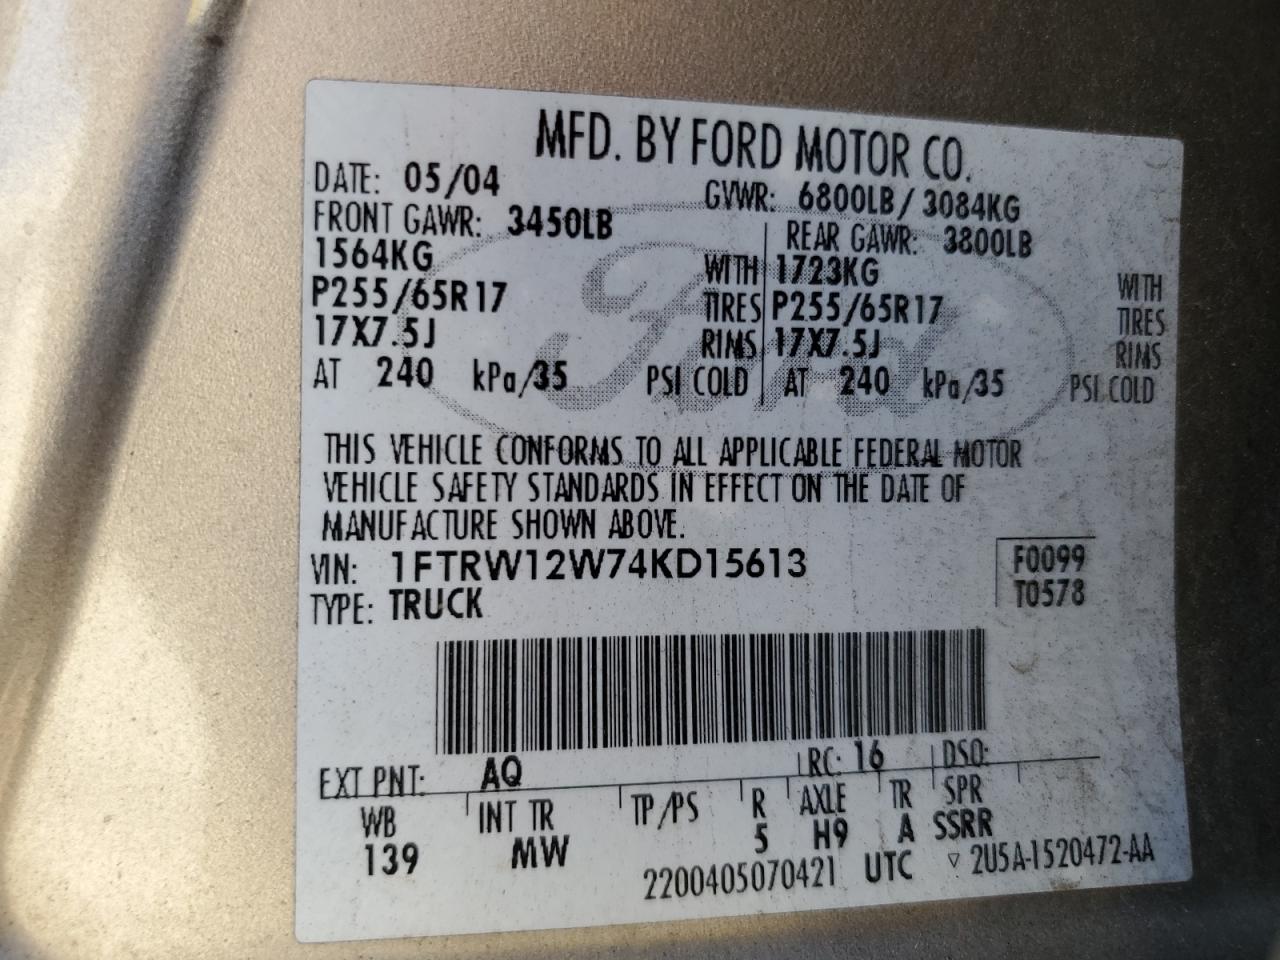 MFD. BY FORD MOTOR CO.
DATE: 05/04 GVWR: 6800LB/ 3084KG
FRONT GAWR: 3450LB REAR GAWR: 3800LB
1564KG WITH 1723KG WITH
P255/65R17 TIRES P255/65R17 TIRES
17X7.5J RIMS 17X7.5J RIMS
AT 240 kPa/35 PSI COLD AT 240 kPa/35 PSI COLD
Ford
THIS VEHICLE CONFORMS TO ALL APPLICABLE FEDERAL MOTOR
VEHICLE SAFETY STANDARDS IN EFFECT ON THE DATE OF
MANUFACTURE SHOWN ABOVE.
VIN: 1FTRW12W74KD15613 F0099
TYPE: TRUCK T0578
EXT PNT: AQ RC: 16 DSO:
WB INT TR TP/PS R AXLE TR SPR
139 MW 5 H9 A SSRR
2200405070421 UTC ▽ 2U5A-1520472-AA